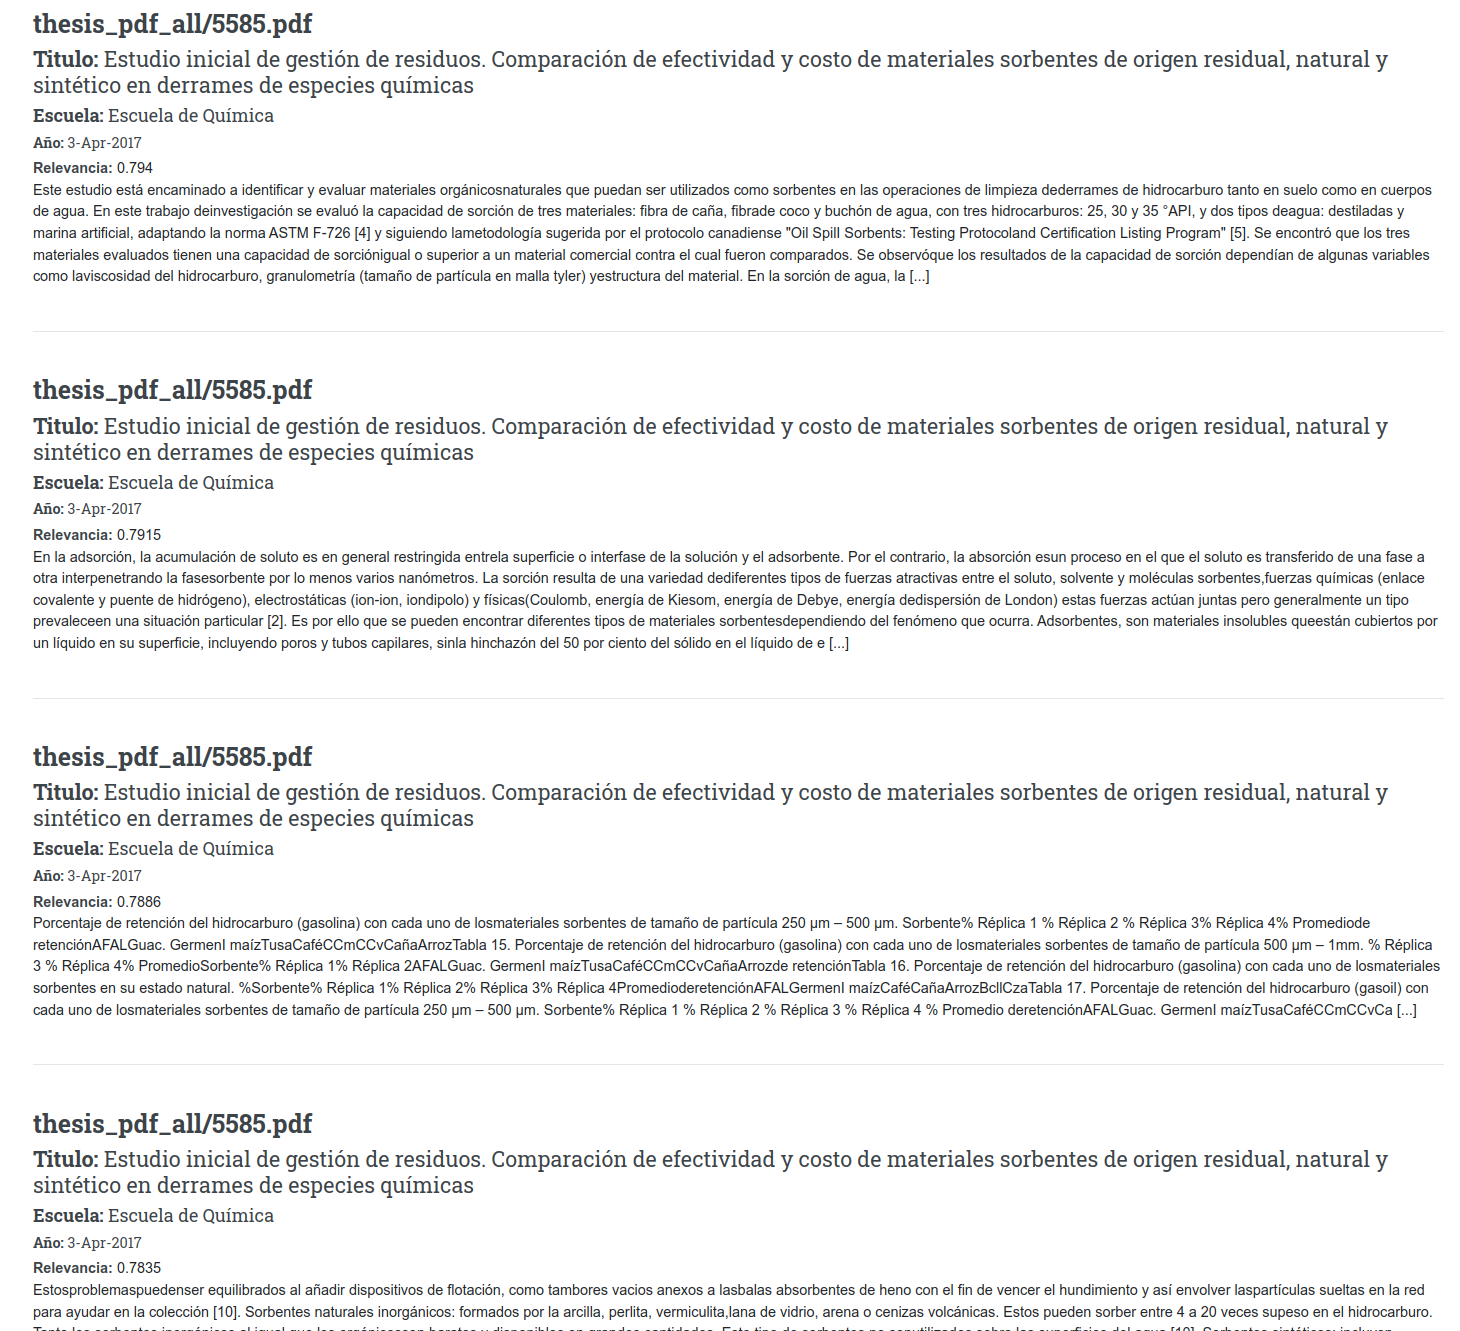 thesis_pdf_all/5585.pdf
Titulo: Estudio inicial de gestión de residuos. Comparación de efectividad y costo de materiales sorbentes de origen residual, natural y
sintético en derrames de especies químicas
Escuela: Escuela de Química
Año: 3-Apr-2017
Relevancia: 0.794
Este estudio está encaminado a identificar y evaluar materiales orgánicosnaturales que puedan ser utilizados como sorbentes en las operaciones de limpieza dederrames de hidrocarburo tanto en suelo como en cuerpos
de agua. En este trabajo deinvestigación se evaluó la capacidad de sorción de tres materiales: fibra de caña, fibrade coco y buchón de agua, con tres hidrocarburos: 25, 30 y 35 °API, y dos tipos deagua: destiladas y
marina artificial, adaptando la norma ASTM F-726 [4] y siguiendo lametodología sugerida por el protocolo canadiense "Oil Spill Sorbents: Testing Protocoland Certification Listing Program" [5]. Se encontró que los tres
materiales evaluados tienen una capacidad de sorciónigual o superior a un material comercial contra el cual fueron comparados. Se observóque los resultados de la capacidad de sorción dependían de algunas variables
como laviscosidad del hidrocarburo, granulometría (tamaño de partícula en malla tyler) yestructura del material. En la sorción de agua, la [...]
thesis_pdf_all/5585.pdf
Titulo: Estudio inicial de gestión de residuos. Comparación de efectividad y costo de materiales sorbentes de origen residual, natural y
sintético en derrames de especies químicas
Escuela: Escuela de Química
Año: 3-Apr-2017
Relevancia: 0.7915
En la adsorción, la acumulación de soluto es en general restringida entrela superficie o interfase de la solución y el adsorbente. Por el contrario, la absorción esun proceso en el que el soluto es transferido de una fase a
otra interpenetrando la fasesorbente por lo menos varios nanómetros. La sorción resulta de una variedad dediferentes tipos de fuerzas atractivas entre el soluto, solvente y moléculas sorbentes,fuerzas químicas (enlace
covalente y puente de hidrógeno), electrostáticas (ion-ion, iondipolo) y físicas(Coulomb, energía de Kiesom, energía de Debye, energía dedispersión de London) estas fuerzas actúan juntas pero generalmente un tipo
prevaleceen una situación particular [2]. Es por ello que se pueden encontrar diferentes tipos de materiales sorbentesdependiendo del fenómeno que ocurra. Adsorbentes, son materiales insolubles queestán cubiertos por
un líquido en su superficie, incluyendo poros y tubos capilares, sinla hinchazón del 50 por ciento del sólido en el líquido de e [...]
thesis_pdf_all/5585.pdf
Titulo: Estudio inicial de gestión de residuos. Comparación de efectividad y costo de materiales sorbentes de origen residual, natural y
sintético en derrames de especies químicas
Escuela: Escuela de Química
Año: 3-Apr-2017
Relevancia: 0.7886
Porcentaje de retención del hidrocarburo (gasolina) con cada uno de losmateriales sorbentes de tamaño de partícula 250 µm – 500 µm. Sorbente% Réplica 1 % Réplica 2 % Réplica 3% Réplica 4% Promediode
retenciónAFALGuac. GermenI maízTusaCaféCCmCCvCañaArrozTabla 15. Porcentaje de retención del hidrocarburo (gasolina) con cada uno de losmateriales sorbentes de tamaño de partícula 500 µm – 1mm. % Réplica
3 % Réplica 4% PromedioSorbente% Réplica 1% Réplica 2AFALGuac. GermenI maízTusaCaféCCmCCvCañaArrozde retenciónTabla 16. Porcentaje de retención del hidrocarburo (gasolina) con cada uno de losmateriales
sorbentes en su estado natural. %Sorbente% Réplica 1% Réplica 2% Réplica 3% Réplica 4PromedioderetenciónAFALGermenI maízCaféCañaArrozBcllCzaTabla 17. Porcentaje de retención del hidrocarburo (gasoil) con
cada uno de losmateriales sorbentes de tamaño de partícula 250 µm – 500 µm. Sorbente% Réplica 1 % Réplica 2 % Réplica 3 % Réplica 4 % Promedio deretenciónAFALGuac. GermenI maízTusaCaféCCmCCvCa [...]
thesis_pdf_all/5585.pdf
Titulo: Estudio inicial de gestión de residuos. Comparación de efectividad y costo de materiales sorbentes de origen residual, natural y
sintético en derrames de especies químicas
Escuela: Escuela de Química
Año: 3-Apr-2017
Relevancia: 0.7835
Estosproblemaspuedenser equilibrados al añadir dispositivos de flotación, como tambores vacios anexos a lasbalas absorbentes de heno con el fin de vencer el hundimiento y así envolver laspartículas sueltas en la red
para ayudar en la colección [10]. Sorbentes naturales inorgánicos: formados por la arcilla, perlita, vermiculita,lana de vidrio, arena o cenizas volcánicas. Estos pueden sorber entre 4 a 20 veces supeso en el hidrocarburo.